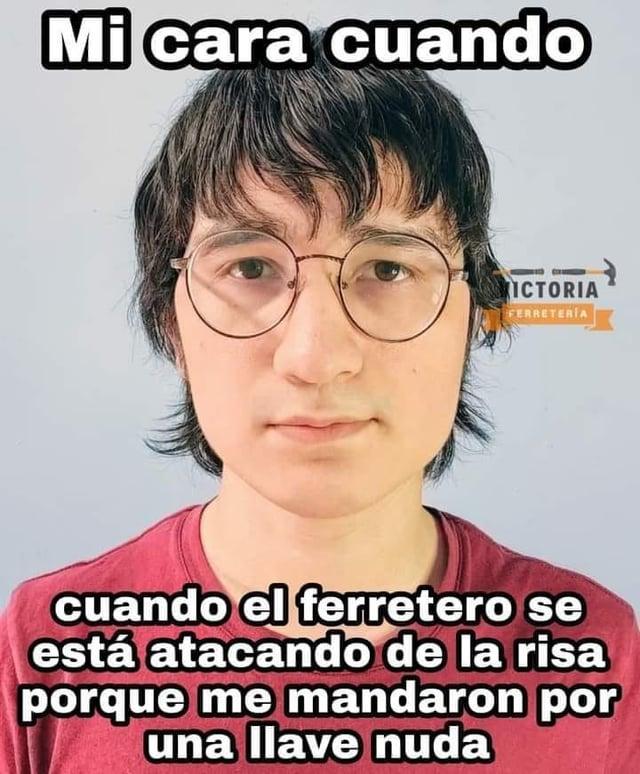 Mi cara cuando
ICTORIA
FERRETERÍA
cuando el ferretero se
está atacando de la risa
porque me mandaron por
una llave nuda